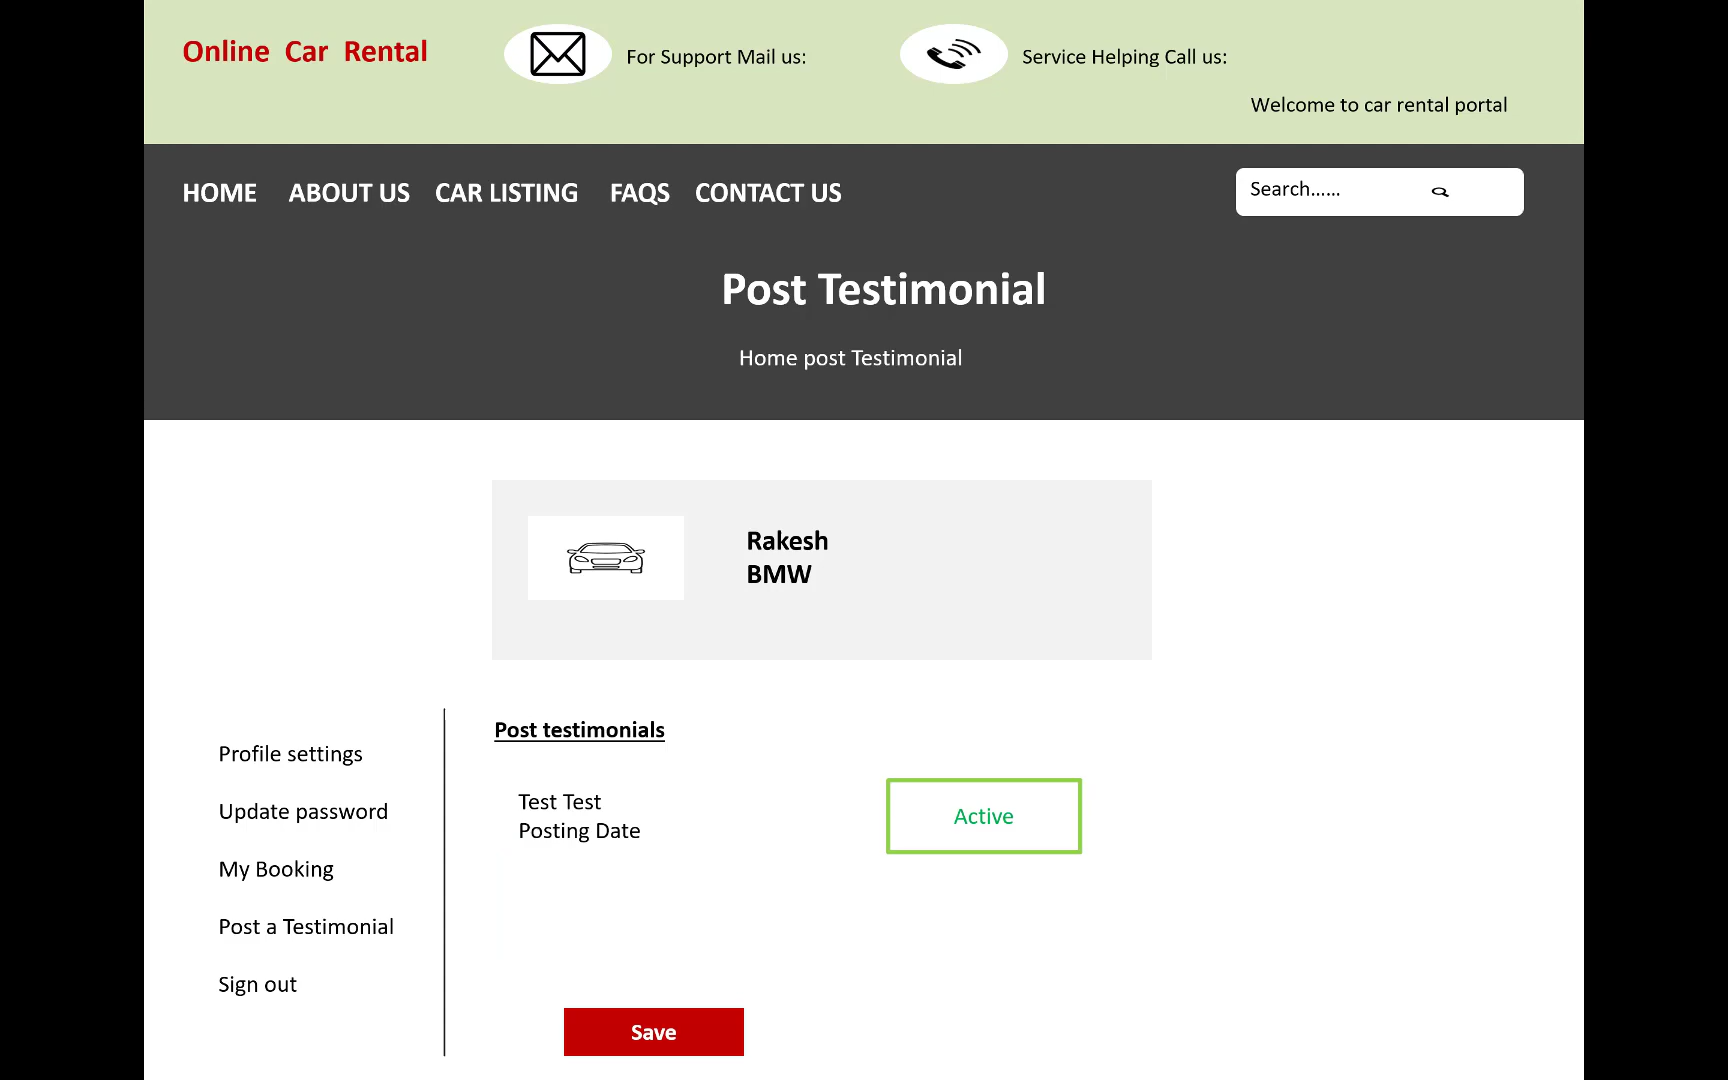 Online Car Rental
For Support Mail us:
Service Helping Call us:
Welcome to car rental portal
HOME ABOUT US CAR LISTING FAQS CONTACT US
Search......
Post Testimonial
Home post Testimonial
Rakesh
BMW
Profile settings
Update password
My Booking
Post a Testimonial
Sign out
Post testimonials
Test Test
Posting Date
Active
Save